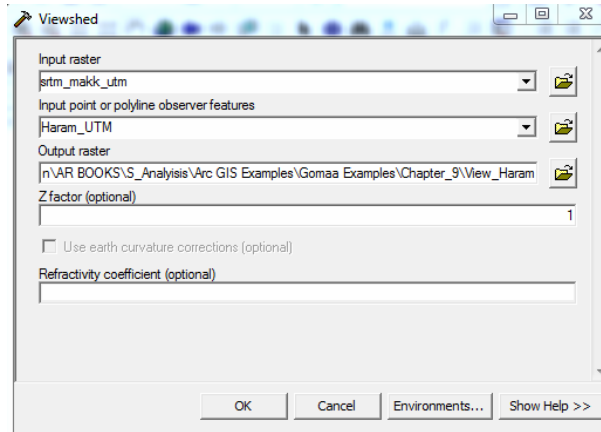 Viewshed
Input raster
srtm_makk_utm
Input point or polyline observer features
Haram_UTM
Output raster
n\AR BOOKS\S_Analyisis\Arc GIS Examples\Gomaa Examples\Chapter_9\View_Haram
Z factor (optional)
1
Use earth curvature corrections (optional)
Refractivity coefficient (optional)
OK Cancel Environments... Show Help >>